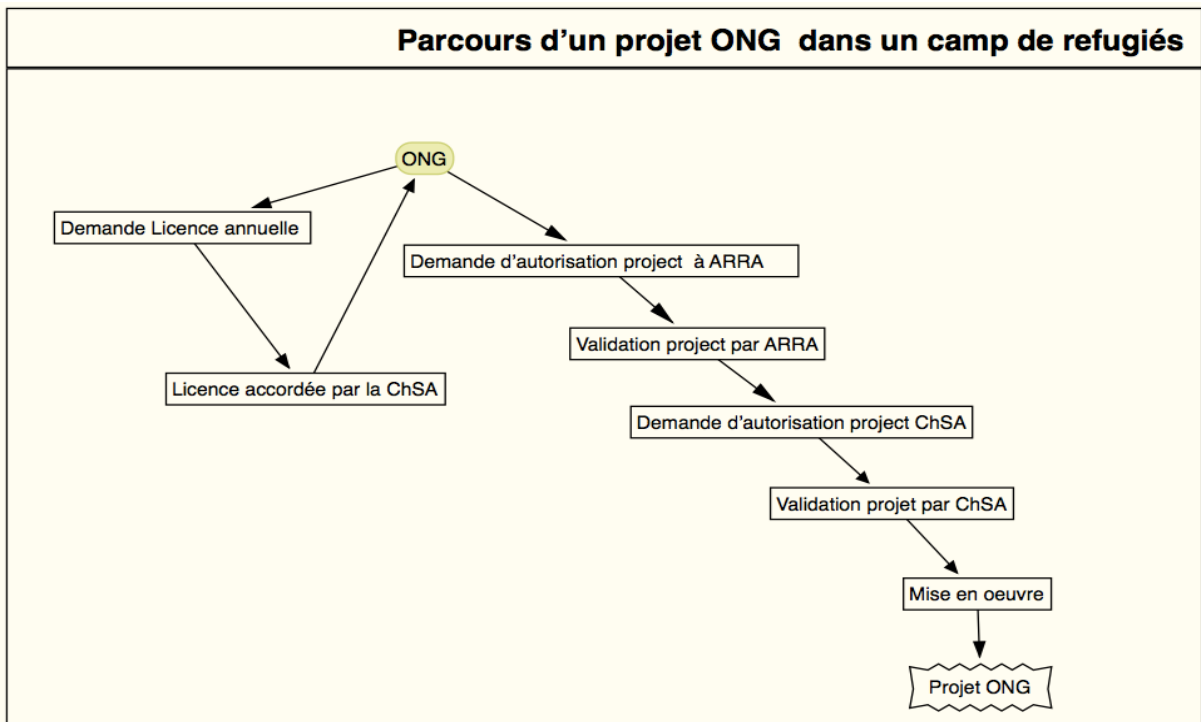 Parcours d'un projet ONG dans un camp de refugiés
ONG
Demande Licence annuelle
Demande d'autorisation project à ARRA
Validation project par ARRA
Licence accordée par la ChSA
Demande d'autorisation project ChSA
Validation projet par ChSA
Mise en oeuvre
Projet ONG